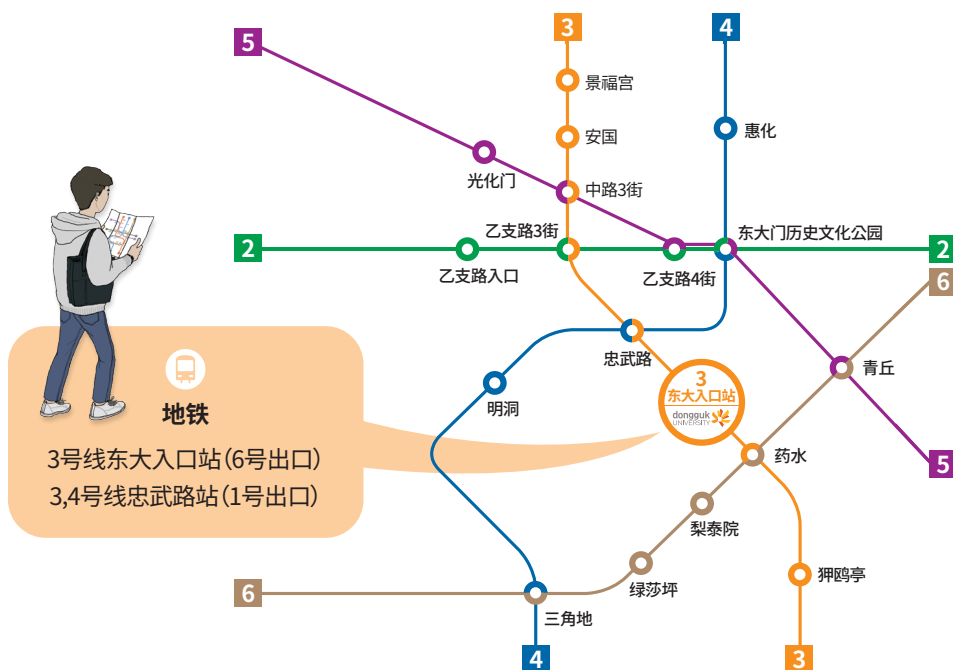 3
4
5
景福宫
安国
惠化
光化门
中路3街
乙支路3街
东大门历史文化公园
2
2
乙支路入口
乙支路4街
6
忠武路
青丘
3
东大入口站
dongguk
UNIVERSITY
明洞
地铁
3号线东大入口站(6号出口)
3,4号线忠武路站(1号出口)
药水
5
梨泰院
绿莎坪
狎鸥亭
6
三角地
4
3